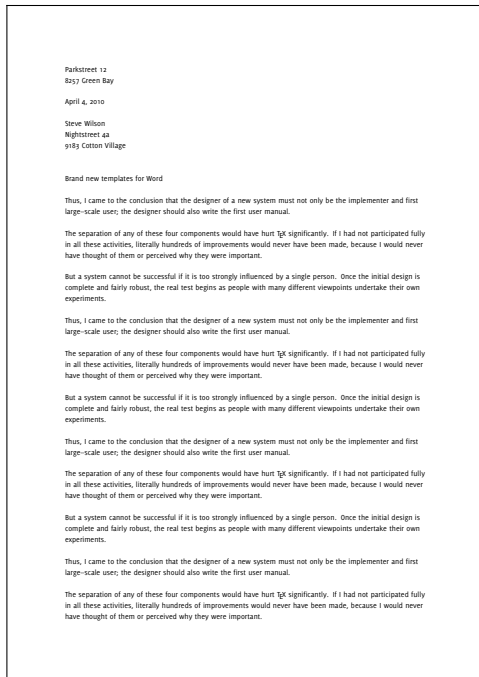 Parkstreet 12
8257 Green Bay
April 4, 2010
Steve Wilson
Nightstreet 4a
9183 Cotton Village
Brand new templates for Word
Thus, I came to the conclusion that the designer of a new system must not only be the implementer and first
large–scale user; the designer should also write the first user manual.
The separation of any of these four components would have hurt TEX significantly. If I had not participated fully
in all these activities, literally hundreds of improvements would never have been made, because I would never
have thought of them or perceived why they were important.
But a system cannot be successful if it is too strongly influenced by a single person. Once the initial design is
complete and fairly robust, the real test begins as people with many different viewpoints undertake their own
experiments.
Thus, I came to the conclusion that the designer of a new system must not only be the implementer and first
large–scale user; the designer should also write the first user manual.
The separation of any of these four components would have hurt TEX significantly. If I had not participated fully
in all these activities, literally hundreds of improvements would never have been made, because I would never
have thought of them or perceived why they were important.
But a system cannot be successful if it is too strongly influenced by a single person. Once the initial design is
complete and fairly robust, the real test begins as people with many different viewpoints undertake their own
experiments.
Thus, I came to the conclusion that the designer of a new system must not only be the implementer and first
large–scale user; the designer should also write the first user manual.
The separation of any of these four components would have hurt TEX significantly. If I had not participated fully
in all these activities, literally hundreds of improvements would never have been made, because I would never
have thought of them or perceived why they were important.
But a system cannot be successful if it is too strongly influenced by a single person. Once the initial design is
complete and fairly robust, the real test begins as people with many different viewpoints undertake their own
experiments.
Thus, I came to the conclusion that the designer of a new system must not only be the implementer and first
large–scale user; the designer should also write the first user manual.
The separation of any of these four components would have hurt TEX significantly. If I had not participated fully
in all these activities, literally hundreds of improvements would never have been made, because I would never
have thought of them or perceived why they were important.